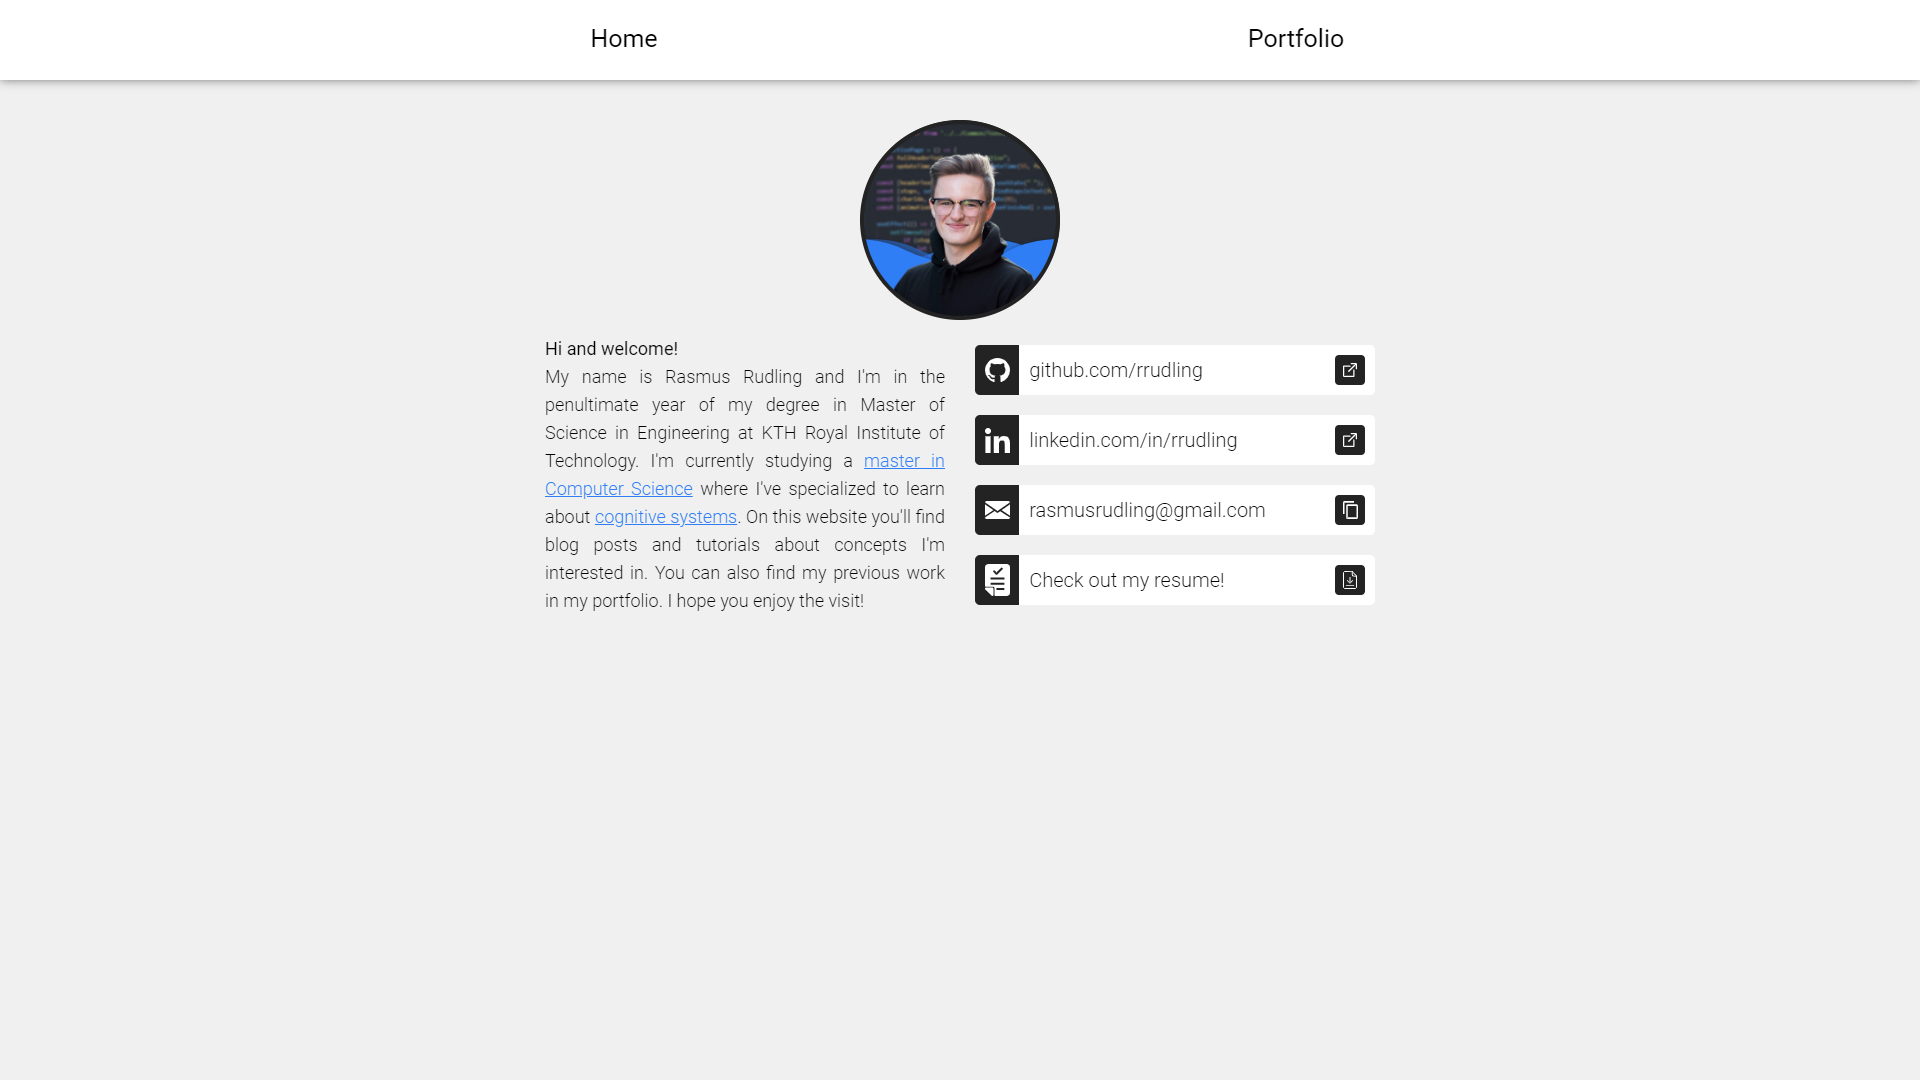 Home
Portfolio
Hi and welcome!
My name is Rasmus Rudling and I'm in the
penultimate year of my degree in Master of
Science in Engineering at KTH Royal Institute of
Technology. I'm currently studying a master in
Computer Science where I've specialized to learn
about cognitive systems. On this website you'll find
blog posts and tutorials about concepts I'm
interested in. You can also find my previous work
in my portfolio. I hope you enjoy the visit!
github.com/rrudling
linkedin.com/in/rrudling
rasmusrudling@gmail.com
Check out my resume!